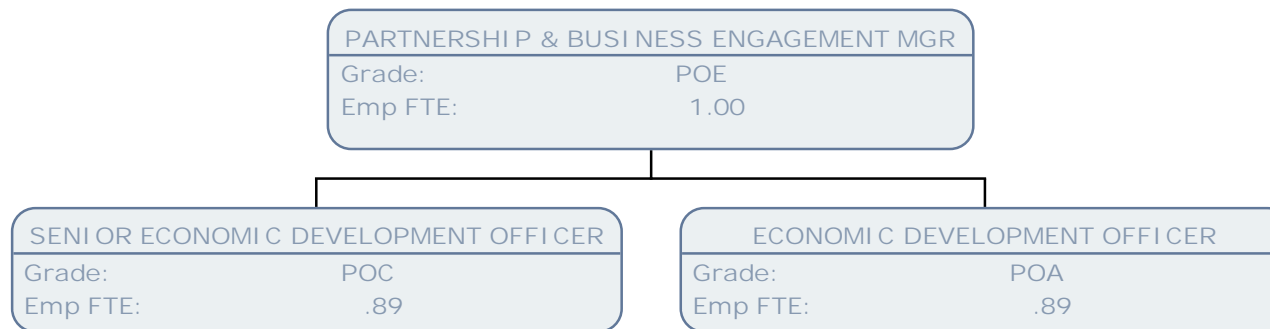 PARTNERSHIP & BUSINESS ENGAGEMENT MGR
Grade: POE
Emp FTE: 1.00
SENIOR ECONOMIC DEVELOPMENT OFFICER
Grade: POC
Emp FTE: .89
ECONOMIC DEVELOPMENT OFFICER
Grade: POA
Emp FTE: .89